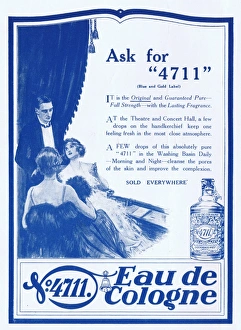 Ask for
"4711"
(Blue and Gold Label)
IT is the Original and Guaranteed Pure—
Full Strength—with the Lasting Fragrance.
AT the Theatre and Concert Hall, a few
drops on the handkerchief keep one
feeling fresh in the most close atmosphere.
A FEW drops of this absolutely pure
"4711" in the Washing Basin Daily
—Morning and Night—cleanse the pores
of the skin and improve the complexion.
SOLD EVERYWHERE
Nº 4711.
Nº 4711. Eau de
Cologne